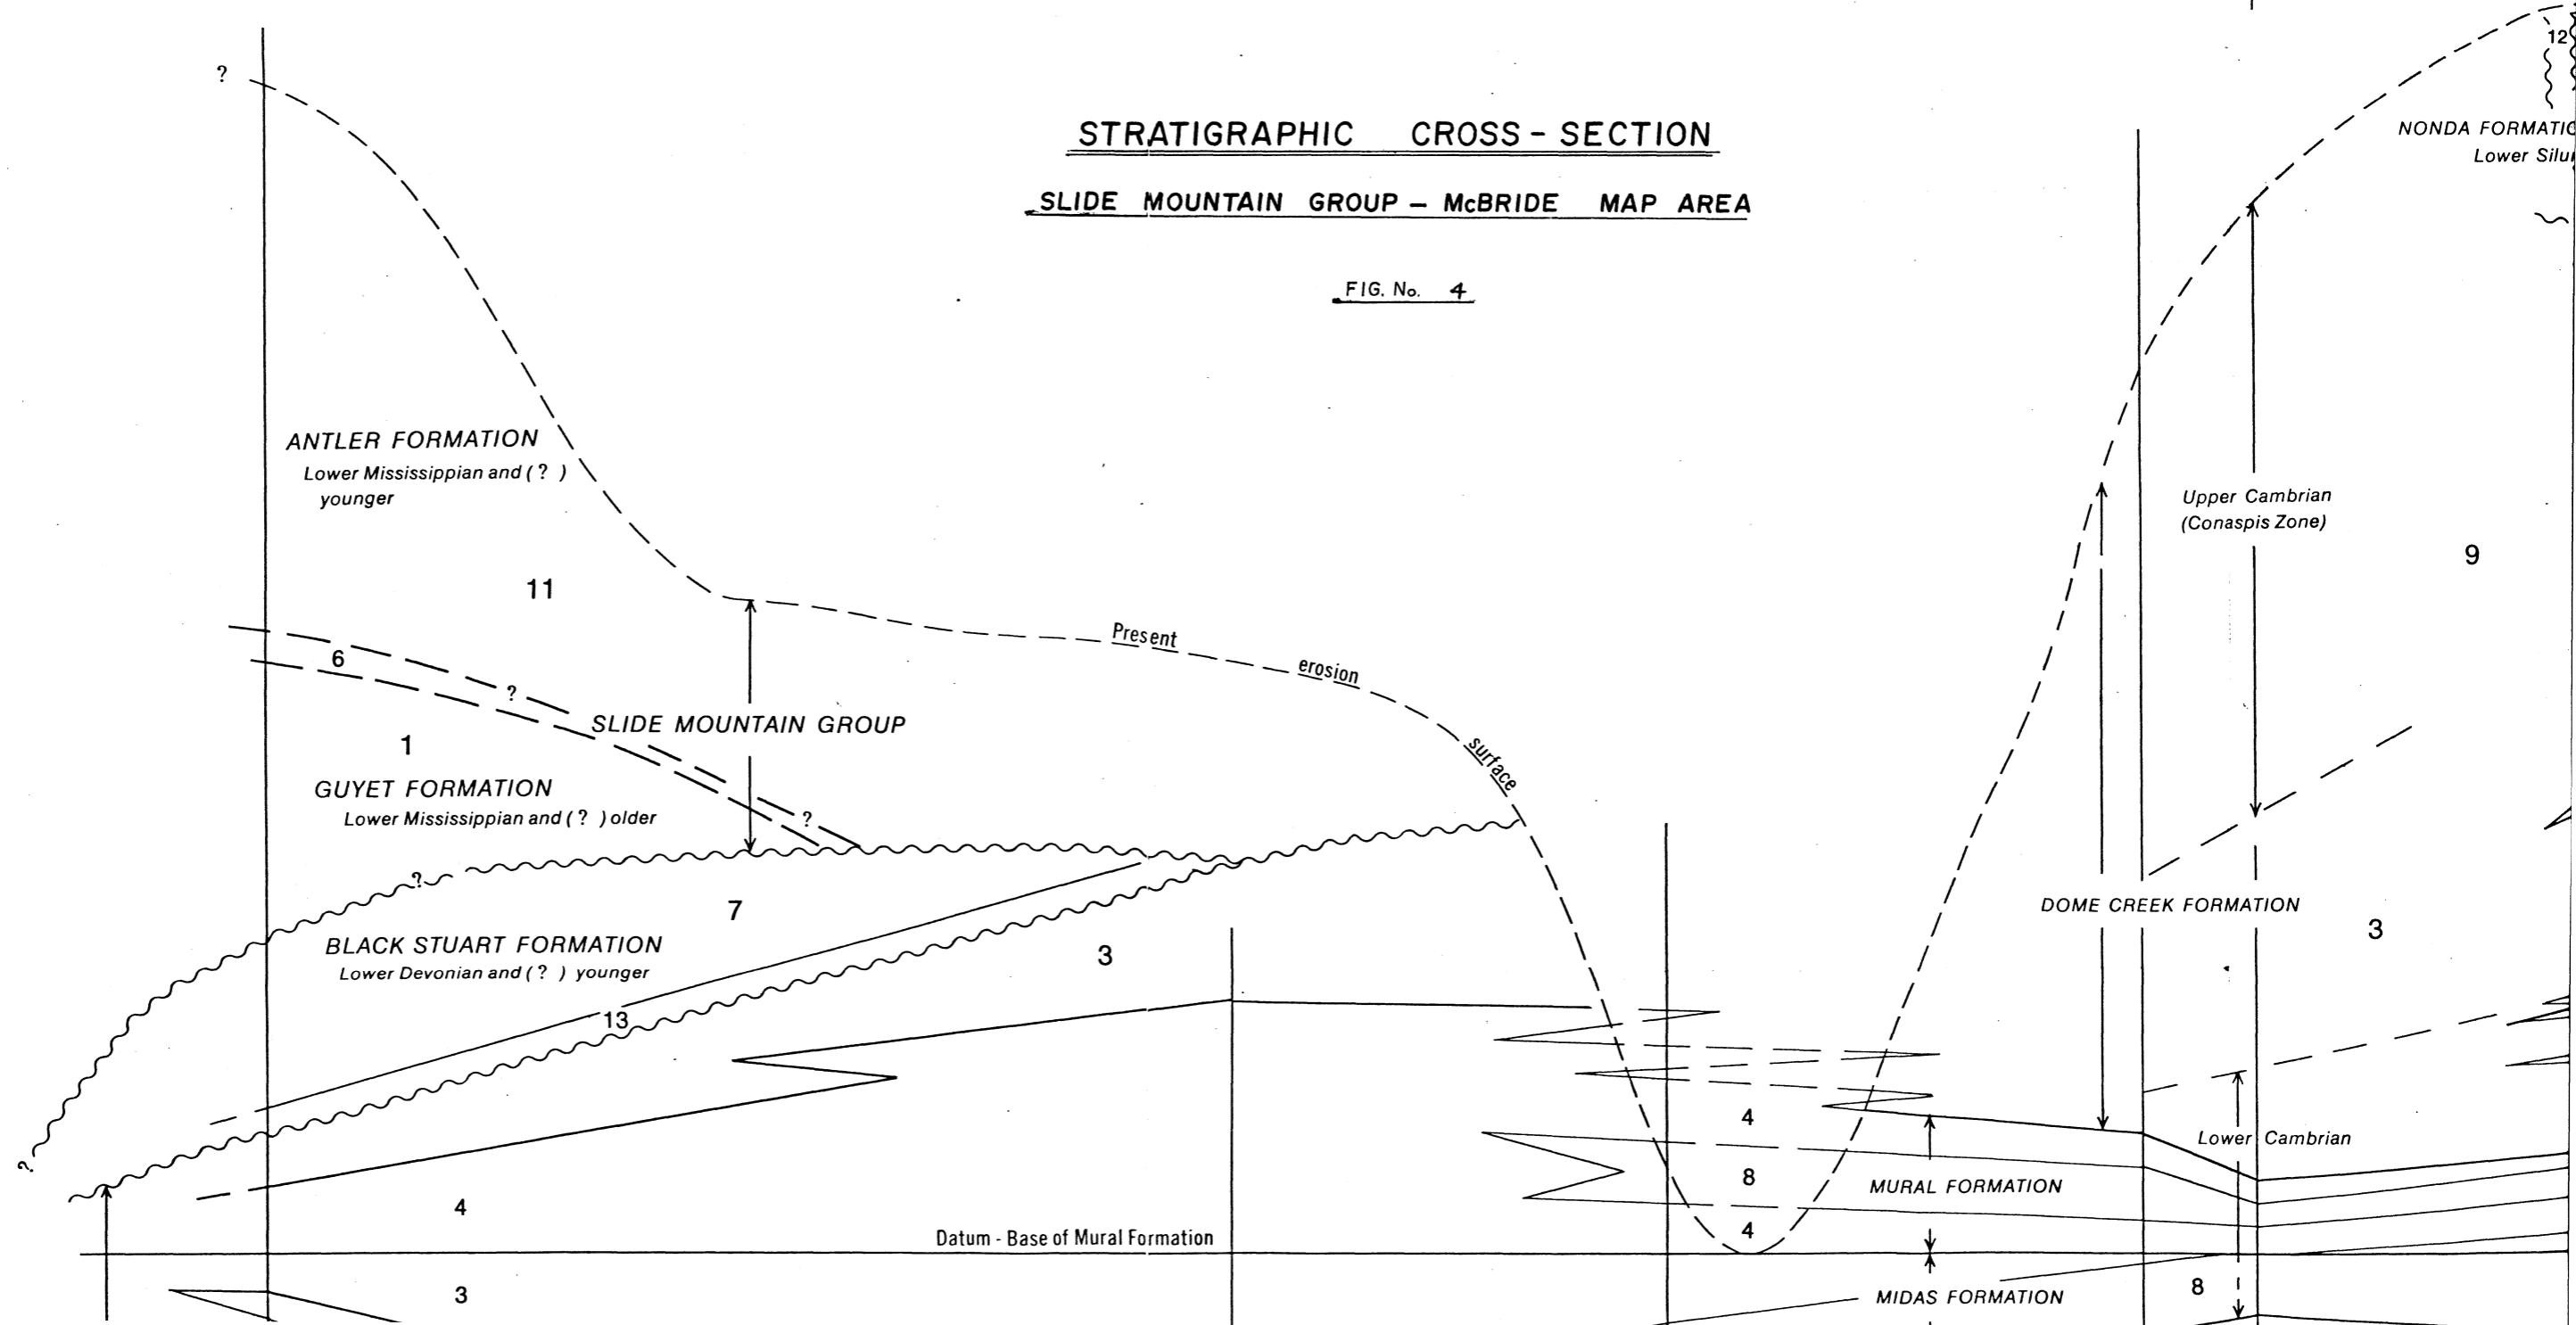 ?
12
STRATIGRAPHIC CROSS - SECTION
NONDA FORMATIO
Lower Silu
SLIDE MOUNTAIN GROUP - McBRIDE MAP AREA
FIG. No. 4
ANTLER FORMATION
Lower Mississippian and ( ? )
younger
Upper Cambrian
(Conaspis Zone)
9
11
Present
erosion
6
?
SLIDE MOUNTAIN GROUP
1
surface
GUYET FORMATION
Lower Mississippian and ( ? ) older
?
?
7
DOME CREEK FORMATION
3
BLACK STUART FORMATION
Lower Devonian and ( ? ) younger
3
13
4
Lower Cambrian
?
8
MURAL FORMATION
4
4
Datum - Base of Mural Formation
3
8
MIDAS FORMATION